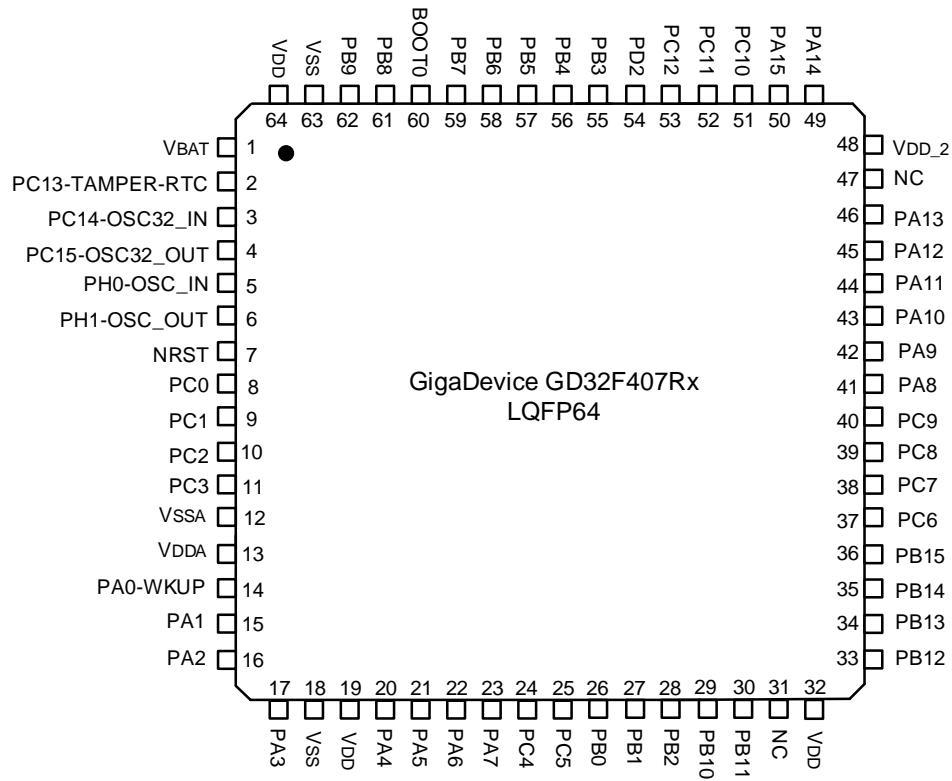 VDD VSS PB9 PB8 BOOT0 PB7 PB6 PB5 PB4 PB3 PD2 PC12 PC11 PC10 PA15 PA14
64 63 62 61 60 59 58 57 56 55 54 53 52 51 50 49
VBAT 1
PC13-TAMPER-RTC 2
PC14-OSC32_IN 3
PC15-OSC32_OUT 4
PH0-OSC_IN 5
PH1-OSC_OUT 6
NRST 7
PC0 8
PC1 9
PC2 10
PC3 11
VSSA 12
VDDA 13
PA0-WKUP 14
PA1 15
PA2 16
GigaDevice GD32F407Rx
LQFP64
48 VDD_2
47 NC
46 PA13
45 PA12
44 PA11
43 PA10
42 PA9
41 PA8
40 PC9
39 PC8
38 PC7
37 PC6
36 PB15
35 PB14
34 PB13
33 PB12
17 18 19 20 21 22 23 24 25 26 27 28 29 30 31 32
PA3 VSS VDD PA4 PA5 PA6 PA7 PC4 PC5 PB0 PB1 PB2 PB10 PB11 NC VDD